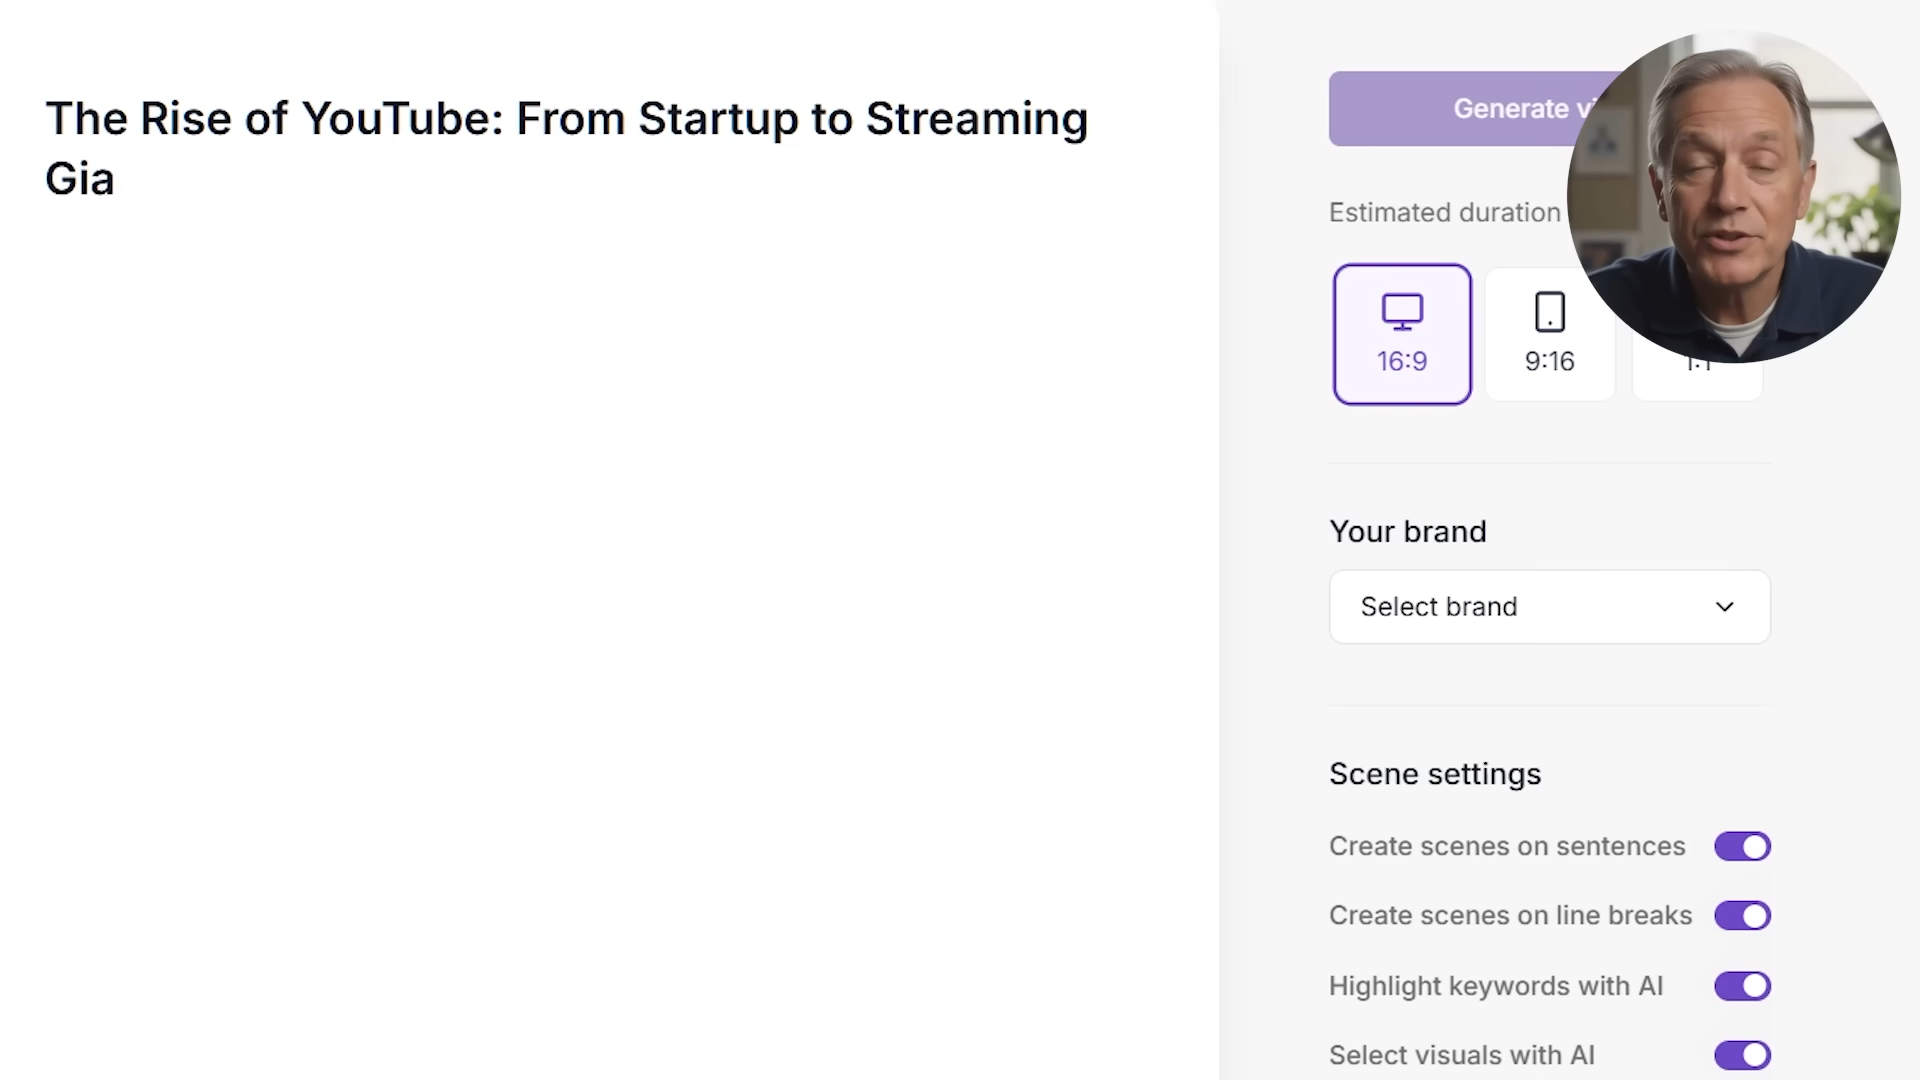 The Rise of YouTube: From Startup to Streaming
Gia
Generate
Estimated duration
16:9
9:16
Your brand
Select brand
Scene settings
Create scenes on sentences
Create scenes on line breaks
Highlight keywords with AI
Select visuals with AI